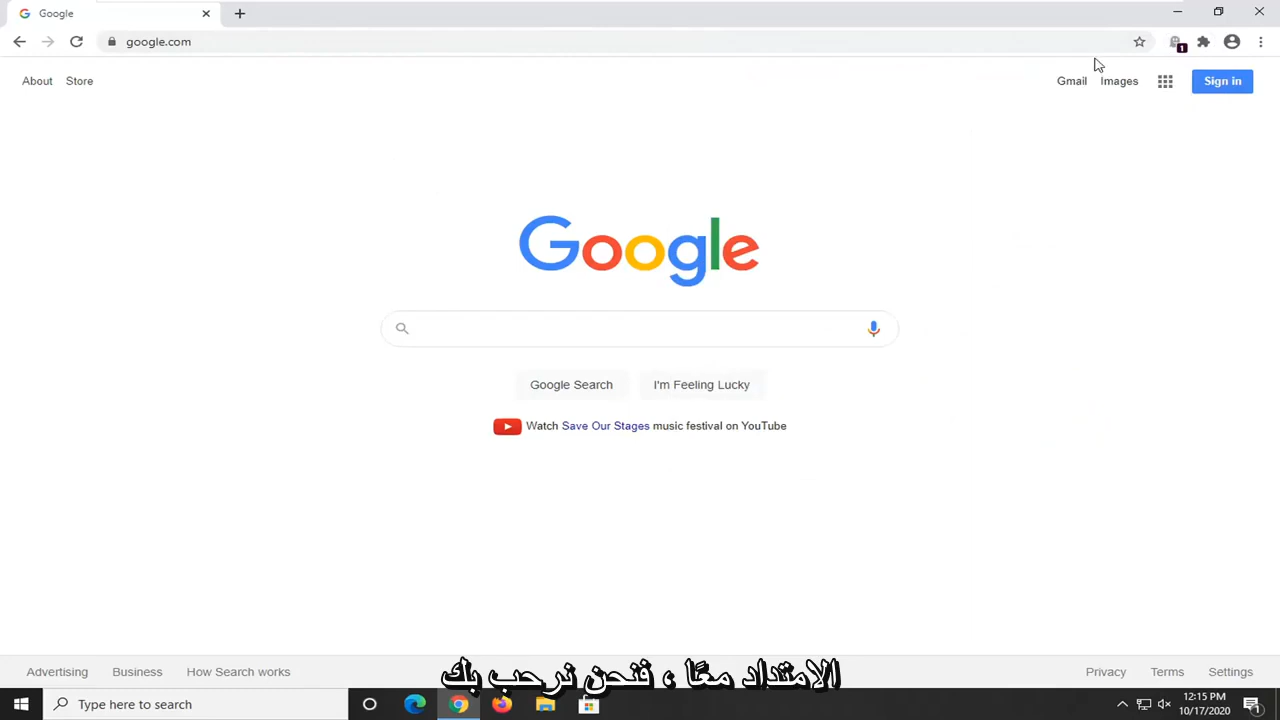 Google
google.com
1
About
Store
Gmail
Images
Sign in
Google
Google Search
I'm Feeling Lucky
Watch Save Our Stages music festival on YouTube
Advertising
Business
How Search works
الامتداد معًا ، فنحن نرحب بك
Privacy
Terms
Settings
Type here to search
12:15 PM
10/17/2020
1